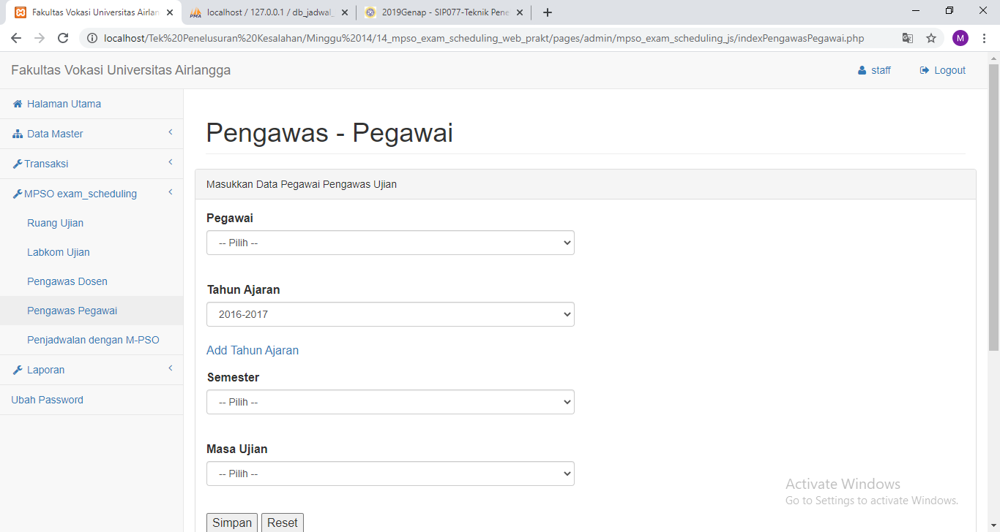 Fakultas Vokasi Universitas Airlan
localhost / 127.0.0.1 / db_jadwal_
2019Genap - SIP077-Teknik Pene
localhost/Tek%20Penelusuran%20Kesalahan/Minggu%2014/14_mpso_exam_scheduling_web_prakt/pages/admin/mpso_exam_scheduling_js/indexPengawasPegawai.php
M
Fakultas Vokasi Universitas Airlangga
staff
Logout
Halaman Utama
Data Master
Transaksi
MPSO exam_scheduling
Ruang Ujian
Labkom Ujian
Pengawas Dosen
Pengawas Pegawai
Penjadwalan dengan M-PSO
Laporan
Ubah Password
Pengawas - Pegawai
Masukkan Data Pegawai Pengawas Ujian
Pegawai
-- Pilih --
Tahun Ajaran
2016-2017
Add Tahun Ajaran
Semester
-- Pilih --
Masa Ujian
-- Pilih --
Simpan
Reset
Activate Windows
Go to Settings to activate Windows.